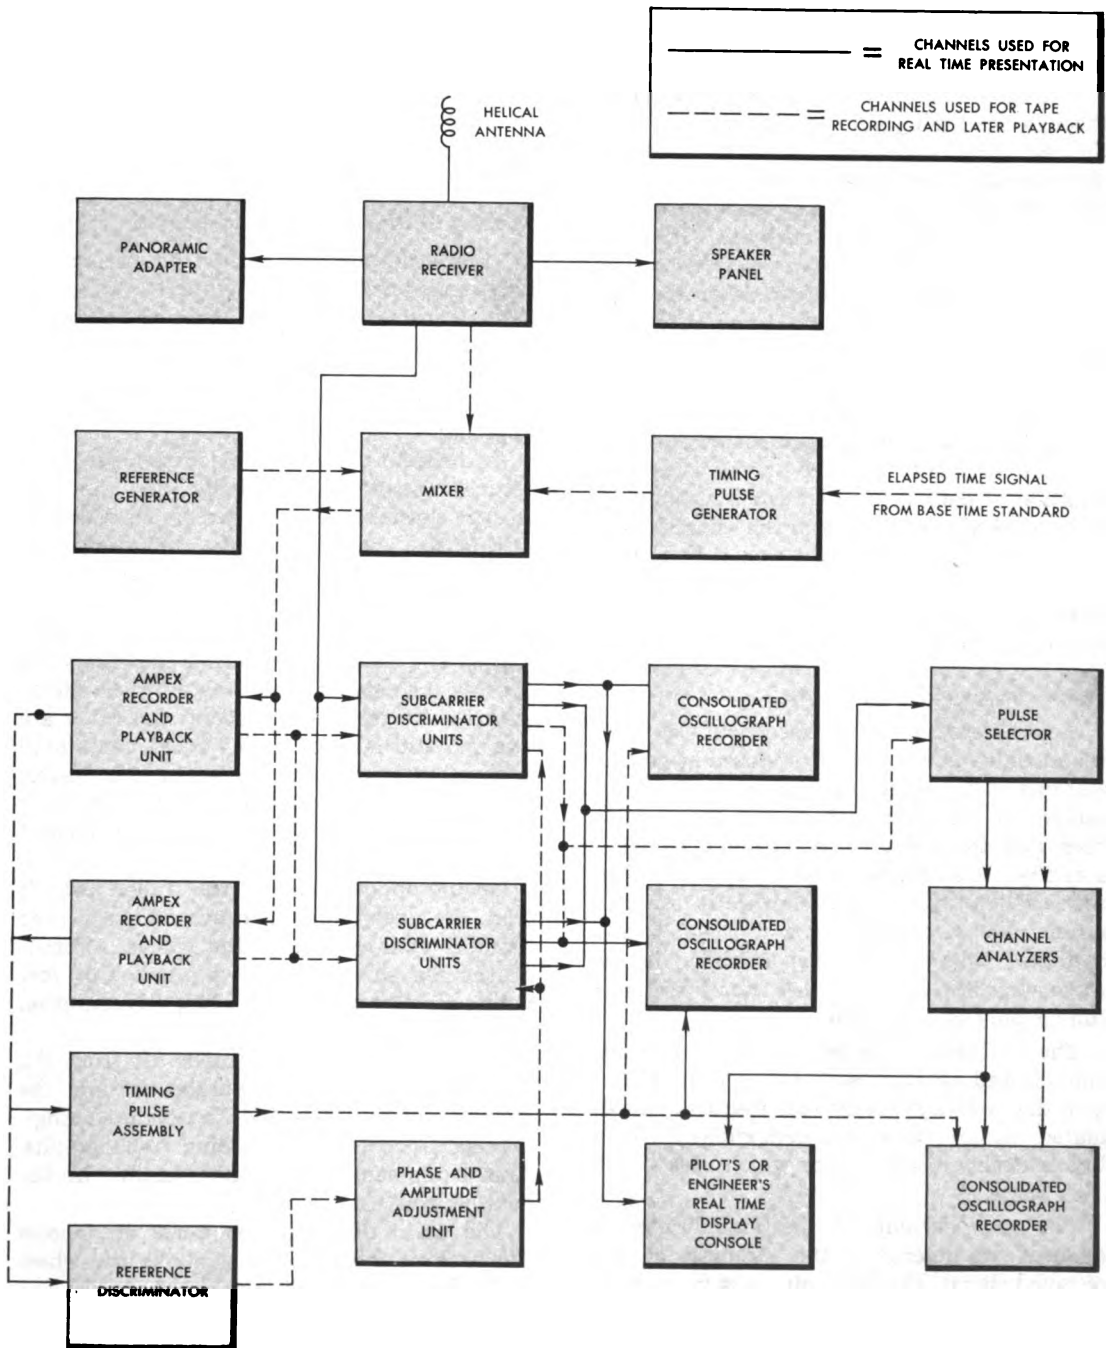 = CHANNELS USED FOR
REAL TIME PRESENTATION
= CHANNELS USED FOR TAPE
RECORDING AND LATER PLAYBACK
HELICAL
ANTENNA
PANORAMIC
ADAPTER
RADIO
RECEIVER
SPEAKER
PANEL
REFERENCE
GENERATOR
MIXER
TIMING
PULSE
GENERATOR
ELAPSED TIME SIGNAL
FROM BASE TIME STANDARD
AMPEX
RECORDER
AND
PLAYBACK
UNIT
SUBCARRIER
DISCRIMINATOR
UNITS
CONSOLIDATED
OSCILLOGRAPH
RECORDER
PULSE
SELECTOR
AMPEX
RECORDER
AND
PLAYBACK
UNIT
SUBCARRIER
DISCRIMINATOR
UNITS
CONSOLIDATED
OSCILLOGRAPH
RECORDER
CHANNEL
ANALYZERS
TIMING
PULSE
ASSEMBLY
PHASE AND
AMPLITUDE
ADJUSTMENT
UNIT
PILOT'S OR
ENGINEER'S
REAL TIME
DISPLAY
CONSOLE
CONSOLIDATED
OSCILLOGRAPH
RECORDER
REFERENCE
DISCRIMINATOR